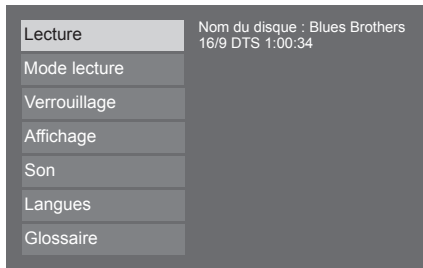 Lecture
Mode lecture
Verrouillage
Affichage
Son
Langues
Glossaire
Nom du disque : Blues Brothers
16/9 DTS 1:00:34